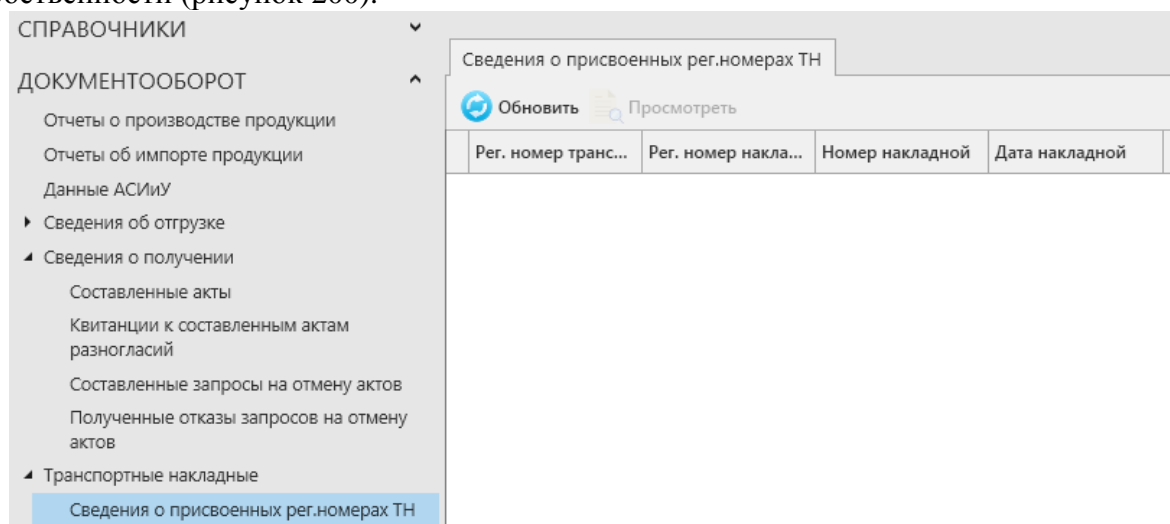 СПРАВОЧНИКИ
ДОКУМЕНТООБОРОТ
Отчеты о производстве продукции
Отчеты об импорте продукции
Данные АСИиУ
Сведения об отгрузке
Сведения о получении
Составленные акты
Квитанции к составленным актам
разногласий
Составленные запросы на отмену актов
Полученные отказы запросов на отмену
актов
Транспортные накладные
Сведения о присвоенных рег.номерах ТН
Сведения о присвоенных рег.номерах ТН
Обновить Просмотреть
Рег. номер транс... Рег. номер накла... Номер накладной Дата накладной